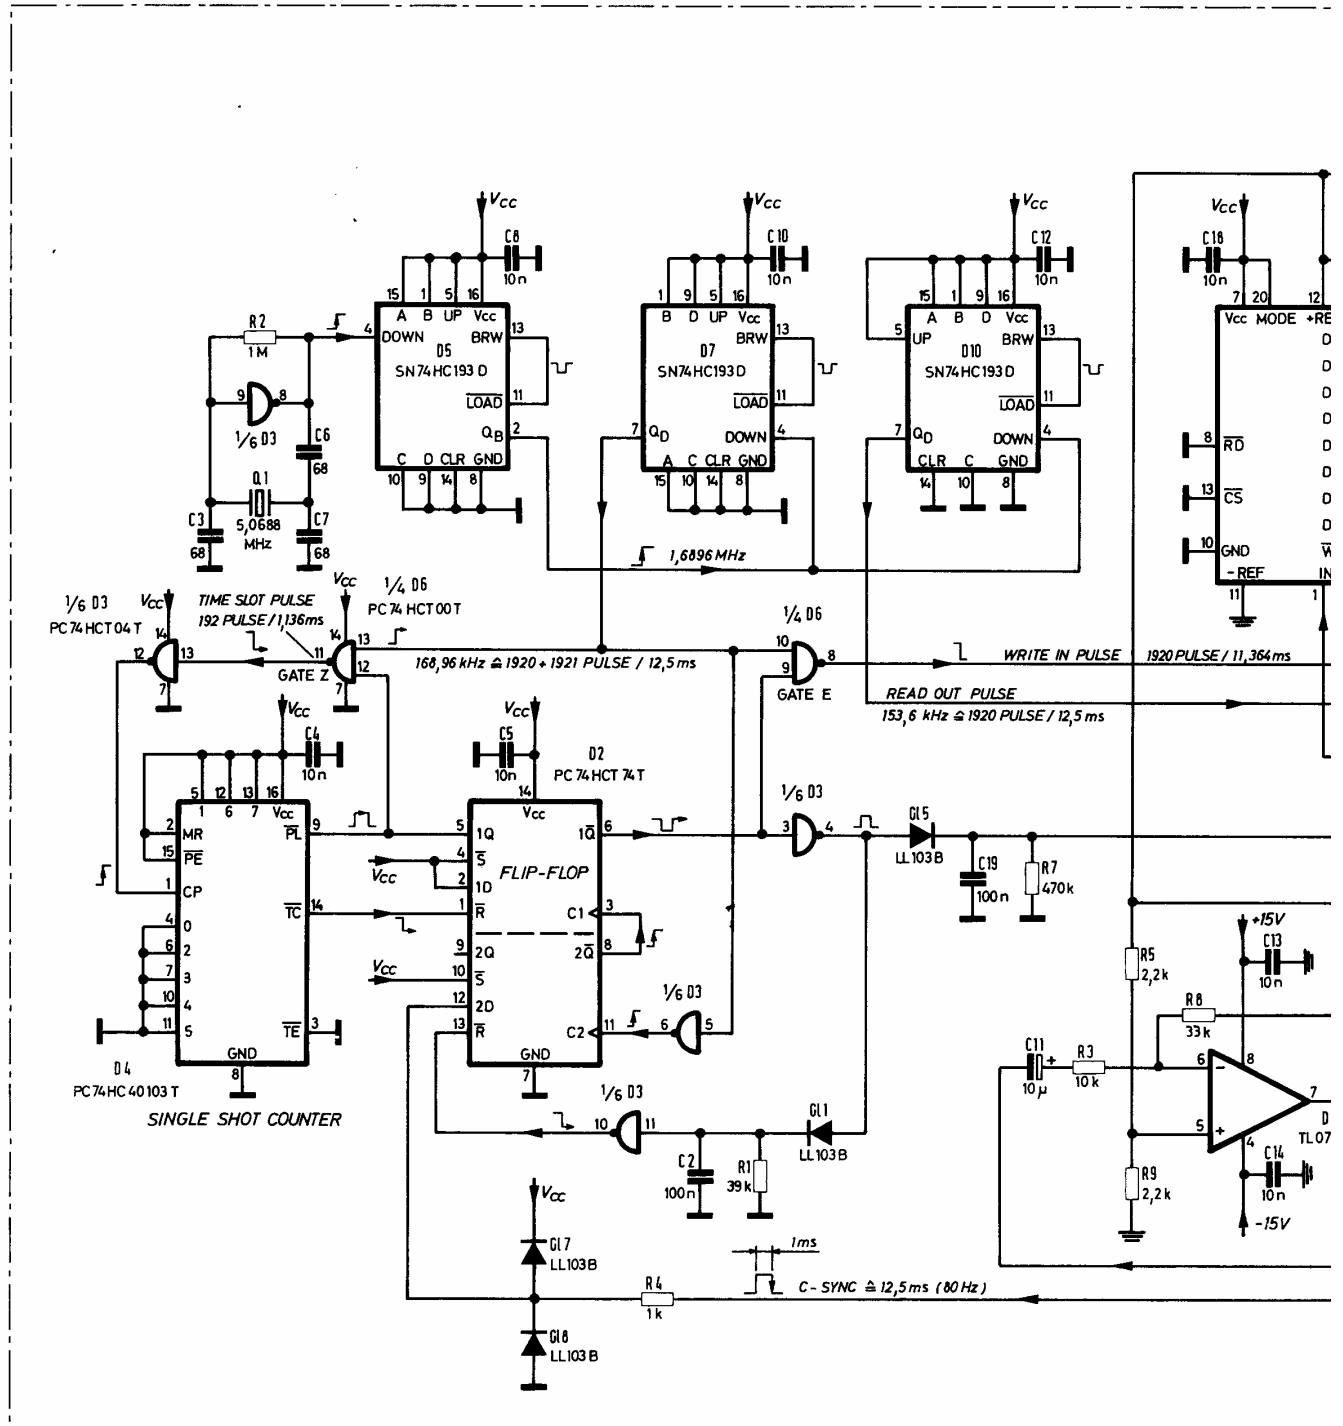 VCC
VCC
VCC
VCC
C8
10n
C10
10n
C12
10n
C18
10n
15 1 5 16
A B UP Vcc
4 DOWN
BRW 13
D5
SN74HC193D
LOAD 11
QB 2
C D CLR GND
10 9 14 8
1 9 5 16
B D UP Vcc
BRW 13
D7
SN74HC193D
LOAD 11
7 QD
DOWN 4
A C CLR GND
15 10 14 8
15 1 9 16
A B D Vcc
5 UP
BRW 13
D10
SN74HC193D
LOAD 11
7 QD
DOWN 4
CLR C GND
14 10 8
7 20 12
Vcc MODE +RE
D
D
D
D
D
D
D
D
8 RD
13 CS
10 GND
W
-REF IN
11 1
R2
1M
9 8
1/6 D3
C6
68
Q1
5,0688
MHz
C3
68
C7
68
1,6896 MHz
1/6 D3
PC74HCT04T
VCC
14
12 13
7
TIME SLOT PULSE
192 PULSE/1,136ms
VCC
1/4 D6
PC74HCT00T
14
11
13
12
7
GATE Z
168,96 kHz ≙ 1920 + 1921 PULSE / 12,5 ms
1/4 D6
10
9
8
GATE E
WRITE IN PULSE 1920 PULSE / 11,364ms
READ OUT PULSE
153,6 kHz ≙ 1920 PULSE / 12,5 ms
VCC
C4
10n
5 12 13 16
1 6 7 Vcc
2 MR
15 PE
1 CP
4 0
6 2
7 3
10 4
11 5
PL 9
TC 14
TE 3
GND
8
D4
PC74HC40103T
SINGLE SHOT COUNTER
VCC
C5
10n
D2
PC74HCT74T
14
Vcc
5 1Q
4 S
2 1D
1 R
9 2Q
10 S
12 2D
13 R
1Q 6
FLIP-FLOP
C1 3
2Q 8
C2 11
GND
7
VCC
VCC
1/6 D3
3 4
Gl5
LL103B
C19
100n
R7
470k
1/6 D3
6 5
1/6 D3
10 11
Gl1
LL103B
C2
100n
R1
39k
VCC
Gl7
LL103B
Gl8
LL103B
R4
1k
1ms
C-SYNC ≙ 12,5ms (80Hz)
R5
2,2k
+15V
C13
10n
R8
33k
C11 +
10µ
R3
10k
6 - 8
5 + 4
7
D
TL07
R9
2,2k
C14
10n
-15V